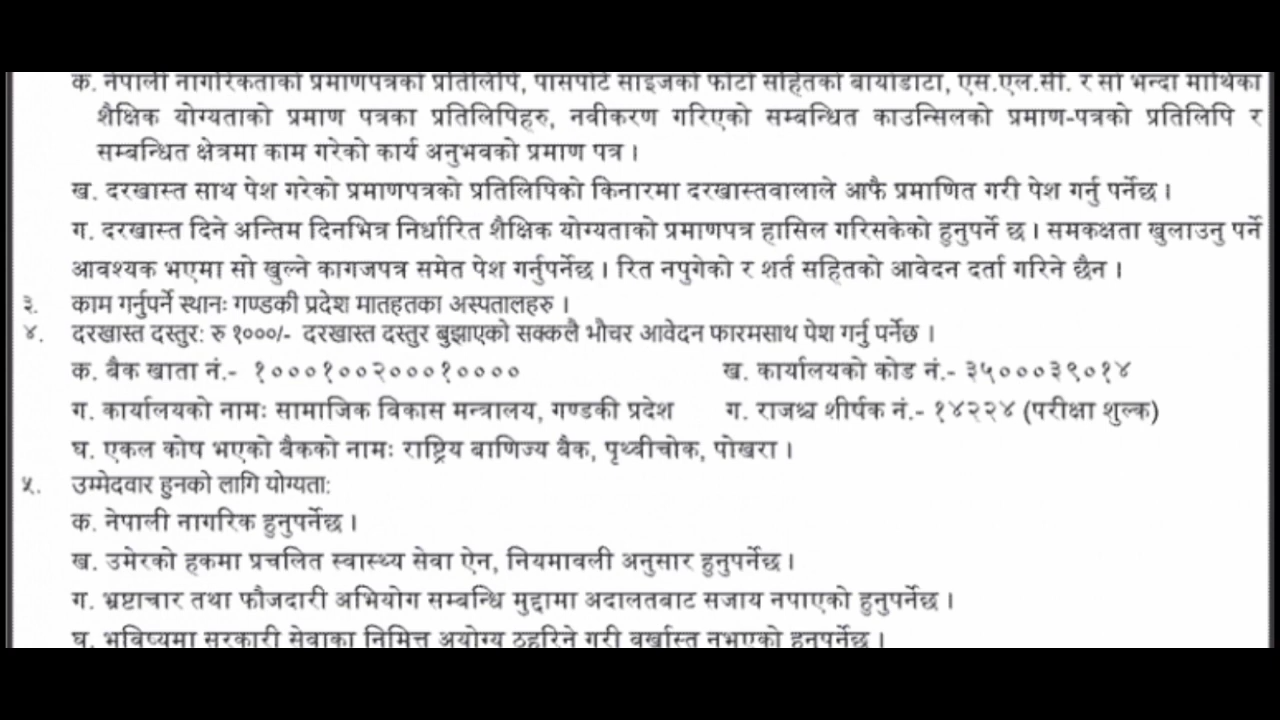 क. नेपाली नागरिकताको प्रमाणपत्रको प्रतिलिपि, पासपोर्ट साइजको फोटो सहितको बायोडाटा, एस.एल.सी. र सो भन्दा माथिका
शैक्षिक योग्यताको प्रमाण पत्रका प्रतिलिपिहरु, नवीकरण गरिएको सम्बन्धित काउन्सिलको प्रमाण-पत्रको प्रतिलिपि र
सम्बन्धित क्षेत्रमा काम गरेको कार्य अनुभवको प्रमाण पत्र ।
ख. दरखास्त साथ पेश गरेको प्रमाणपत्रको प्रतिलिपिको किनारमा दरखास्तवालाले आफै प्रमाणित गरी पेश गर्नु पर्नेछ ।
ग. दरखास्त दिने अन्तिम दिनभित्र निर्धारित शैक्षिक योग्यताको प्रमाणपत्र हासिल गरिसकेको हुनुपर्ने छ । समकक्षता खुलाउनु पर्ने
आवश्यक भएमा सो खुल्ने कागजपत्र समेत पेश गर्नुपर्नेछ । रित नपुगेको र शर्त सहितको आवेदन दर्ता गरिने छैन ।
३. काम गर्नुपर्ने स्थानः गण्डकी प्रदेश मातहतका अस्पतालहरु ।
४. दरखास्त दस्तुर: रु १०००/- दरखास्त दस्तुर बुझाएको सक्कलै भौचर आवेदन फारमसाथ पेश गर्नु पर्नेछ ।
क. बैक खाता नं.- १०००१००२०००१०००० ख. कार्यालयको कोड नं.- ३५०००३९०१४
ग. कार्यालयको नामः सामाजिक विकास मन्त्रालय, गण्डकी प्रदेश ग. राजश्व शीर्षक नं.- १४२२४ (परीक्षा शुल्क)
घ. एकल कोष भएको बैकको नामः राष्ट्रिय बाणिज्य बैक, पृथ्वीचोक, पोखरा ।
५. उम्मेदवार हुनको लागि योग्यता:
क. नेपाली नागरिक हुनुपर्नेछ ।
ख. उमेरको हकमा प्रचलित स्वास्थ्य सेवा ऐन, नियमावली अनुसार हुनुपर्नेछ ।
ग. भ्रष्टाचार तथा फौजदारी अभियोग सम्बन्धि मुद्दामा अदालतबाट सजाय नपाएको हुनुपर्नेछ ।
घ. भविष्यमा सरकारी सेवाका निमित्त अयोग्य ठहरिने गरी बर्खास्त नभएको हुनुपर्नेछ ।